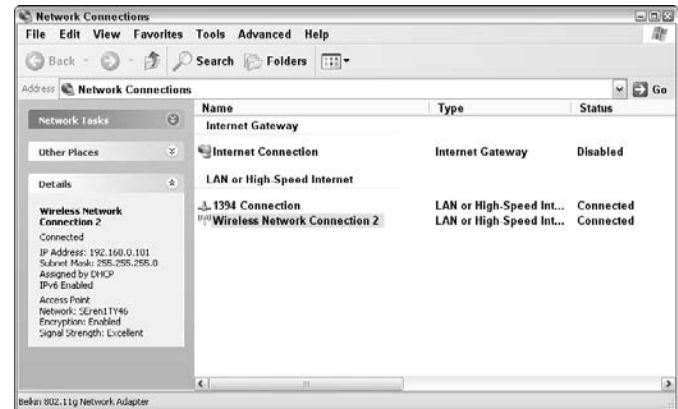 Network Connections
File Edit View Favorites Tools Advanced Help
Back Search Folders
Address Network Connections Go
Name Type Status
Network Tasks
Internet Gateway
Other Places
Internet Connection Internet Gateway Disabled
Details
LAN or High-Speed Internet
Wireless Network
Connection 2
Connected
IP Address: 192.168.0.101
Subnet Mask: 255.255.255.0
Assigned by DHCP
IPv6 Enabled
Access Point
Network: SEren1TY46
Encryption: Enabled
Signal Strength: Excellent
1394 Connection LAN or High-Speed Int... Connected
Wireless Network Connection 2 LAN or High-Speed Int... Connected
Belkin 802.11g Network Adapter